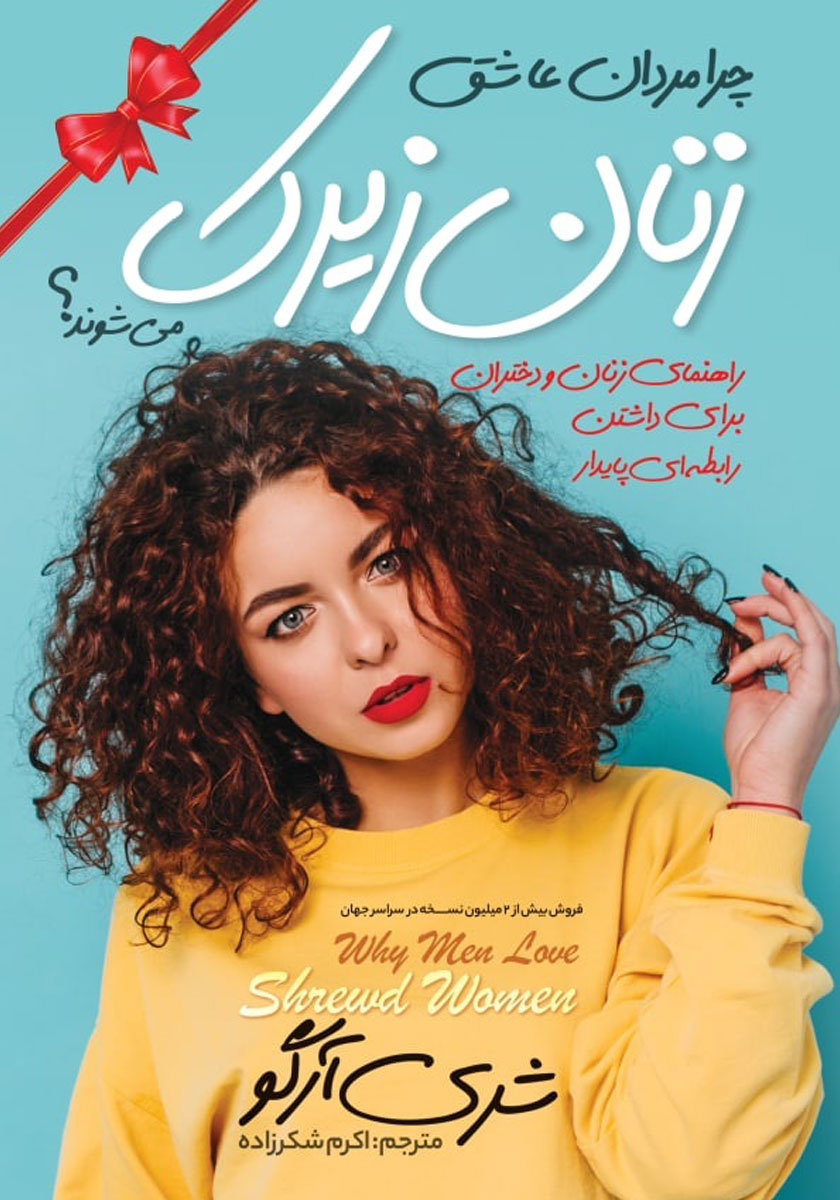 چرا مردان عاشق
زنان زیرک
می‌شوند؟
راهنمای زنان و دختران
برای داشتن
رابطه‌ای پایدار
فروش بیش از ۲ میلیون نسخه در سراسر جهان
Why Men Love
Shrewd Women
شری آرگو
مترجم: اکرم شکرزاده